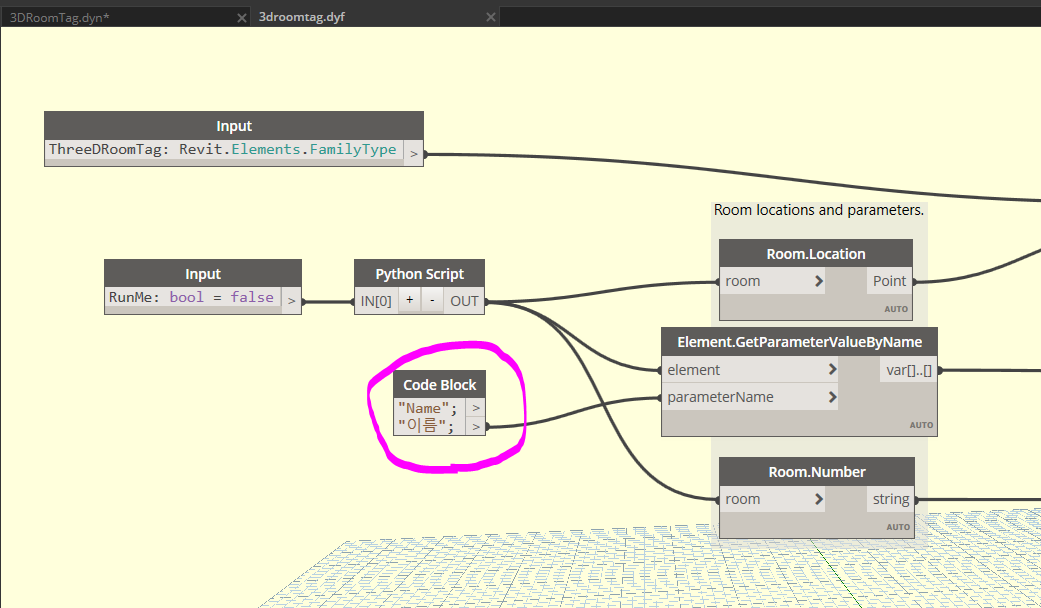 3DRoomTag.dyn*
3droomtag.dyf
Input
ThreeDRoomTag: Revit.Elements.FamilyType >
Room locations and parameters.
Room.Location
room > Point
AUTO
Input
RunMe: bool = false >
Python Script
IN[0] + - OUT
Element.GetParameterValueByName
element > var[]..[]
parameterName >
AUTO
Code Block
"Name"; >
"이름"; >
Room.Number
room > string
AUTO